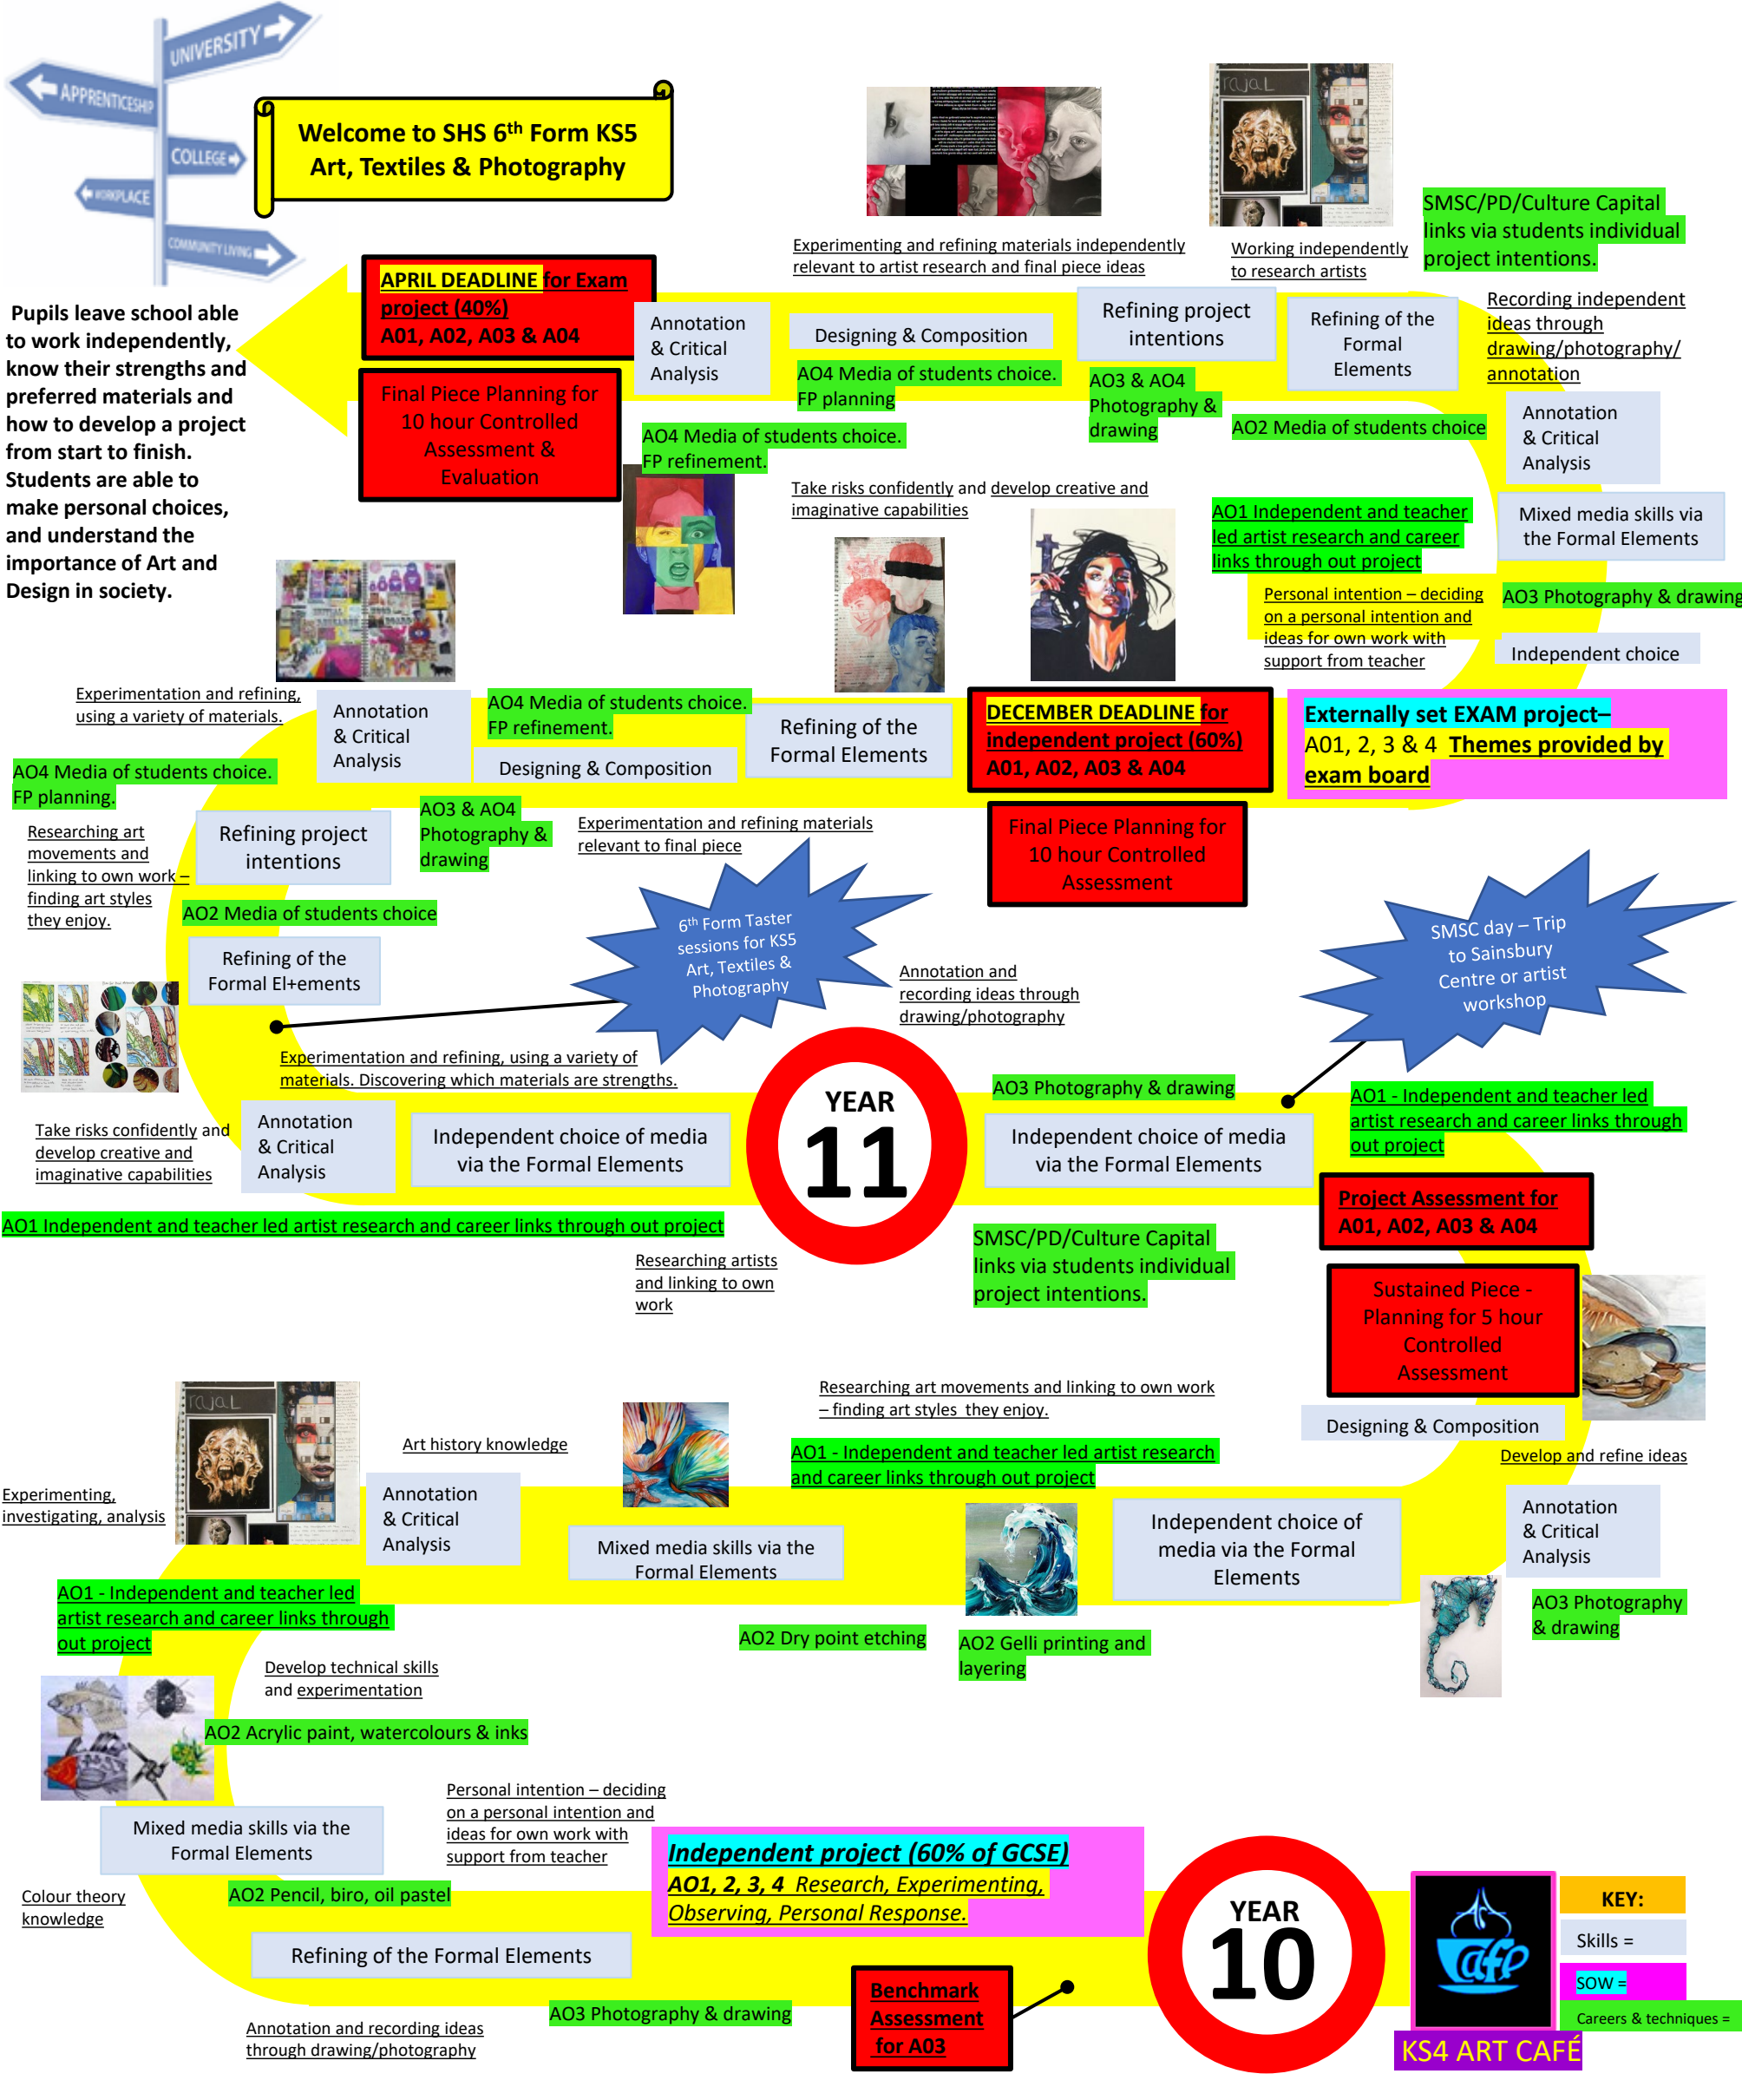 UNIVERSITY
APPRENTICESHIP
COLLEGE
WORKPLACE
COMMUNITY LIVING
Welcome to SHS 6th Form KS5
Art, Textiles & Photography
rajaL
Experimenting and refining materials independently
relevant to artist research and final piece ideas
Working independently
to research artists
SMSC/PD/Culture Capital
links via students individual
project intentions.
Pupils leave school able
to work independently,
know their strengths and
preferred materials and
how to develop a project
from start to finish.
Students are able to
make personal choices,
and understand the
importance of Art and
Design in society.
APRIL DEADLINE for Exam
project (40%)
A01, A02, A03 & A04
Final Piece Planning for
10 hour Controlled
Assessment &
Evaluation
Annotation
& Critical
Analysis
Designing & Composition
AO4 Media of students choice.
FP planning
AO4 Media of students choice.
FP refinement.
Refining project
intentions
AO3 & AO4
Photography &
drawing
Refining of the
Formal
Elements
AO2 Media of students choice
Recording independent
ideas through
drawing/photography/
annotation
Annotation
& Critical
Analysis
Take risks confidently and develop creative and
imaginative capabilities
AO1 Independent and teacher
led artist research and career
links through out project
Mixed media skills via
the Formal Elements
Personal intention – deciding
on a personal intention and
ideas for own work with
support from teacher
AO3 Photography & drawing
Independent choice
Experimentation and refining,
using a variety of materials.
Annotation
& Critical
Analysis
AO4 Media of students choice.
FP refinement.
Designing & Composition
Refining of the
Formal Elements
DECEMBER DEADLINE for
independent project (60%)
A01, A02, A03 & A04
Externally set EXAM project–
A01, 2, 3 & 4 Themes provided by
exam board
AO4 Media of students choice.
FP planning.
Researching art
movements and
linking to own work –
finding art styles
they enjoy.
Refining project
intentions
AO3 & AO4
Photography &
drawing
Experimentation and refining materials
relevant to final piece
Final Piece Planning for
10 hour Controlled
Assessment
AO2 Media of students choice
Refining of the
Formal El+ements
6th Form Taster
sessions for KS5
Art, Textiles &
Photography
SMSC day – Trip
to Sainsbury
Centre or artist
workshop
Annotation and
recording ideas through
drawing/photography
Experimentation and refining, using a variety of
materials. Discovering which materials are strengths.
Take risks confidently and
develop creative and
imaginative capabilities
Annotation
& Critical
Analysis
Independent choice of media
via the Formal Elements
YEAR
11
AO3 Photography & drawing
Independent choice of media
via the Formal Elements
AO1 - Independent and teacher led
artist research and career links through
out project
AO1 Independent and teacher led artist research and career links through out project
Researching artists
and linking to own
work
SMSC/PD/Culture Capital
links via students individual
project intentions.
Project Assessment for
A01, A02, A03 & A04
Sustained Piece -
Planning for 5 hour
Controlled
Assessment
Designing & Composition
Develop and refine ideas
rajaL
Art history knowledge
Researching art movements and linking to own work
– finding art styles they enjoy.
AO1 - Independent and teacher led artist research
and career links through out project
Experimenting,
investigating, analysis
Annotation
& Critical
Analysis
Mixed media skills via the
Formal Elements
Independent choice of
media via the Formal
Elements
Annotation
& Critical
Analysis
AO3 Photography
& drawing
AO1 - Independent and teacher led
artist research and career links through
out project
AO2 Dry point etching
AO2 Gelli printing and
layering
Develop technical skills
and experimentation
AO2 Acrylic paint, watercolours & inks
Personal intention – deciding
on a personal intention and
ideas for own work with
support from teacher
Mixed media skills via the
Formal Elements
Colour theory
knowledge
AO2 Pencil, biro, oil pastel
Independent project (60% of GCSE)
AO1, 2, 3, 4 Research, Experimenting,
Observing, Personal Response.
Refining of the Formal Elements
YEAR
10
AO3 Photography & drawing
Annotation and recording ideas
through drawing/photography
Benchmark
Assessment
for A03
Art
Cafe
KS4 ART CAFÉ
KEY:
Skills =
SOW =
Careers & techniques =